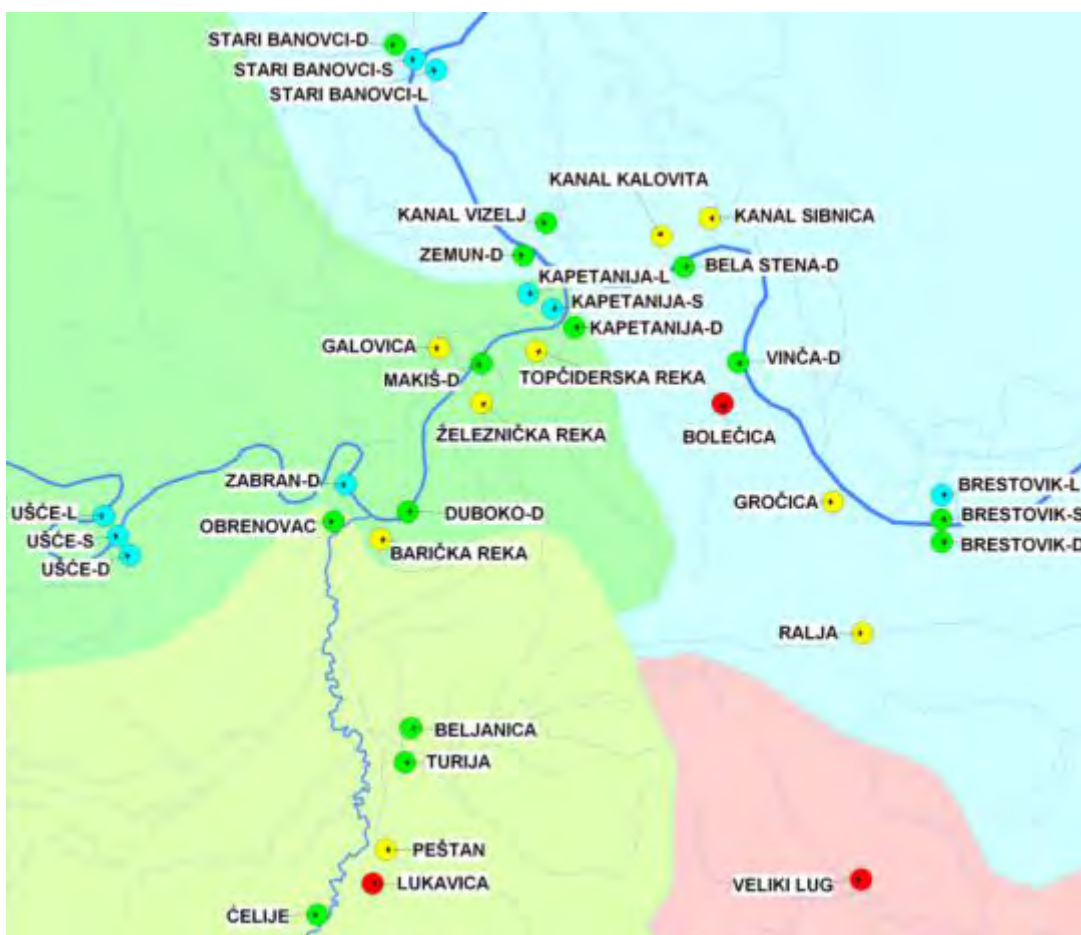 STARI BANOVCI-D
STARI BANOVCI-S
STARI BANOVCI-L
KANAL KALOVITA
KANAL VIZELJ
KANAL SIBNICA
ZEMUN-D
BELA STENA-D
KAPETANIJA-L
KAPETANIJA-S
KAPETANIJA-D
GALOVICA
MAKIŠ-D
TOPČIDERSKA REKA
VINČA-D
ŽELEZNIČKA REKA
BOLEČICA
ZABRAN-D
BRESTOVIK-L
GROČICA
UŠĆE-L
OBRENOVAC
DUBOKO-D
BRESTOVIK-S
UŠĆE-S
BARIČKA REKA
BRESTOVIK-D
UŠĆE-D
RALJA
BELJANICA
TURIJA
PEŠTAN
LUKAVICA
VELIKI LUG
ĆELIJE